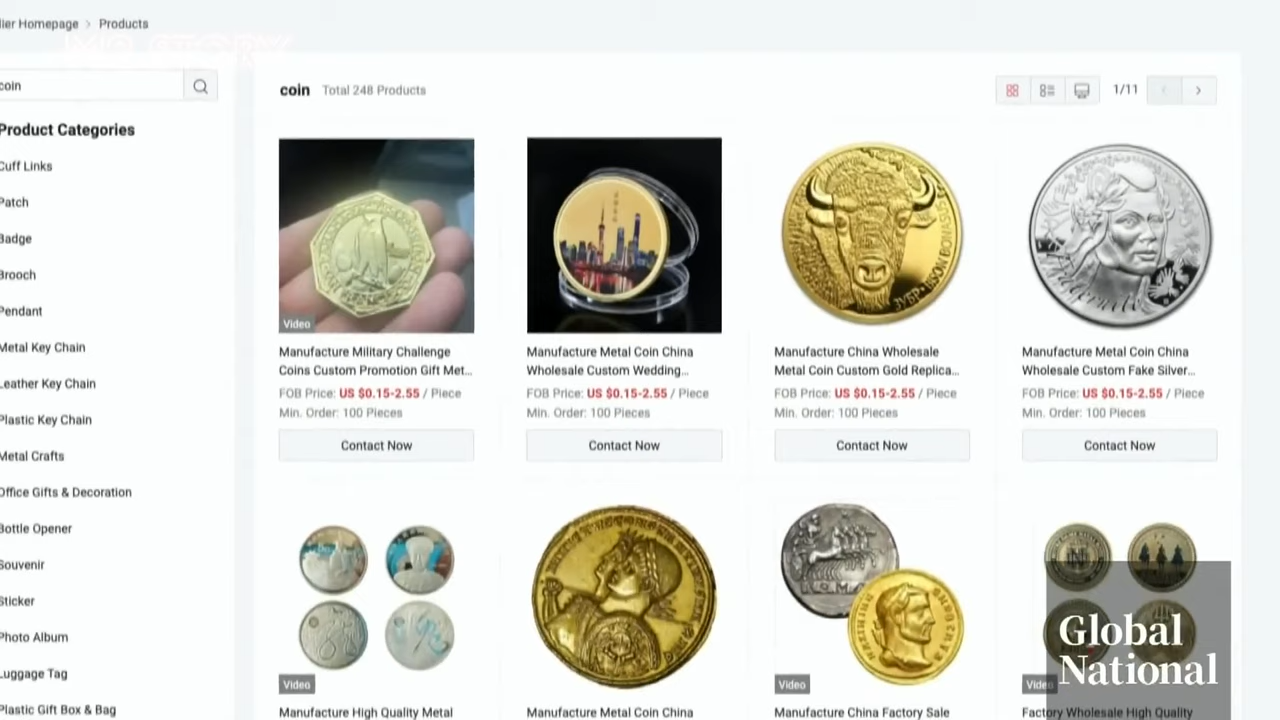 lier Homepage > Products
coin
Product Categories
Cuff Links
Patch
Badge
Brooch
Pendant
Metal Key Chain
Leather Key Chain
Plastic Key Chain
Metal Crafts
Office Gifts & Decoration
Bottle Opener
Souvenir
Sticker
Photo Album
Luggage Tag
Plastic Gift Box & Bag
coin Total 248 Products
1/11
Video
Manufacture Military Challenge
Coins Custom Promotion Gift Met...
FOB Price: US $0.15-2.55 / Piece
Min. Order: 100 Pieces
Contact Now
Manufacture Metal Coin China
Wholesale Custom Wedding...
FOB Price: US $0.15-2.55 / Piece
Min. Order: 100 Pieces
Contact Now
ЗУБР • BISON BONASUS
Manufacture China Wholesale
Metal Coin Custom Gold Replica...
FOB Price: US $0.15-2.55 / Piece
Min. Order: 100 Pieces
Contact Now
Manufacture Metal Coin China
Wholesale Custom Fake Silver...
FOB Price: US $0.15-2.55 / Piece
Min. Order: 100 Pieces
Contact Now
Video
Manufacture High Quality Metal
Manufacture Metal Coin China
Video
Manufacture China Factory Sale
Video
Factory Wholesale High Quality
Global
National